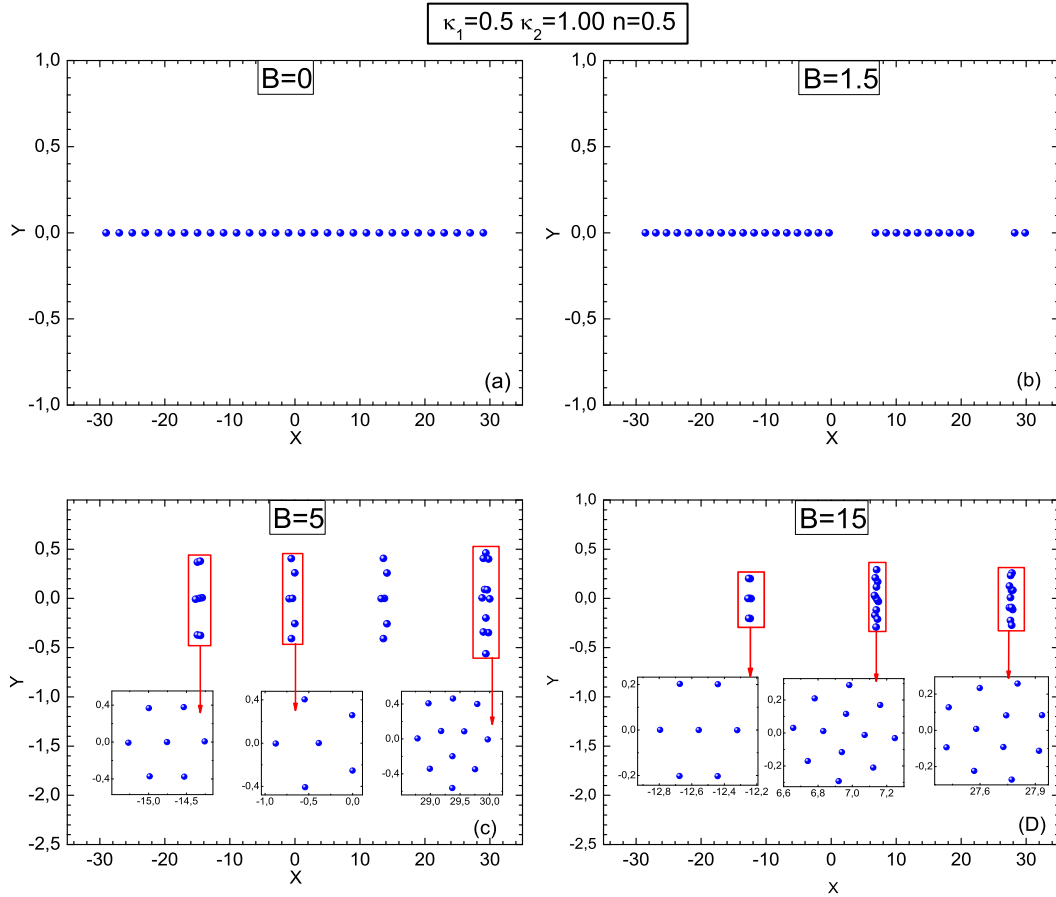 κ1=0.5 κ2=1.00 n=0.5
B=0
1,0
0,5
0,0
-0,5
-1,0
Y
-30 -20 -10 0 10 20 30
X
(a)
B=1.5
1,0
0,5
0,0
-0,5
-1,0
Y
-30 -20 -10 0 10 20 30
X
(b)
B=5
1,0
0,5
0,0
-0,5
-1,0
-1,5
-2,0
-2,5
Y
0,4
0,0
-0,4
-15,0 -14,5
0,4
0,0
-0,4
-1,0 -0,5 0,0
0,4
0,0
-0,4
29,0 29,5 30,0
-30 -20 -10 0 10 20 30
X
(c)
B=15
1,0
0,5
0,0
-0,5
-1,0
-1,5
-2,0
-2,5
Y
0,2
0,0
-0,2
-12,8 -12,6 -12,4 -12,2
0,2
0,0
-0,2
6,6 6,8 7,0 7,2
0,2
0,0
-0,2
27,6 27,9
-30 -20 -10 0 10 20 30
X
(D)